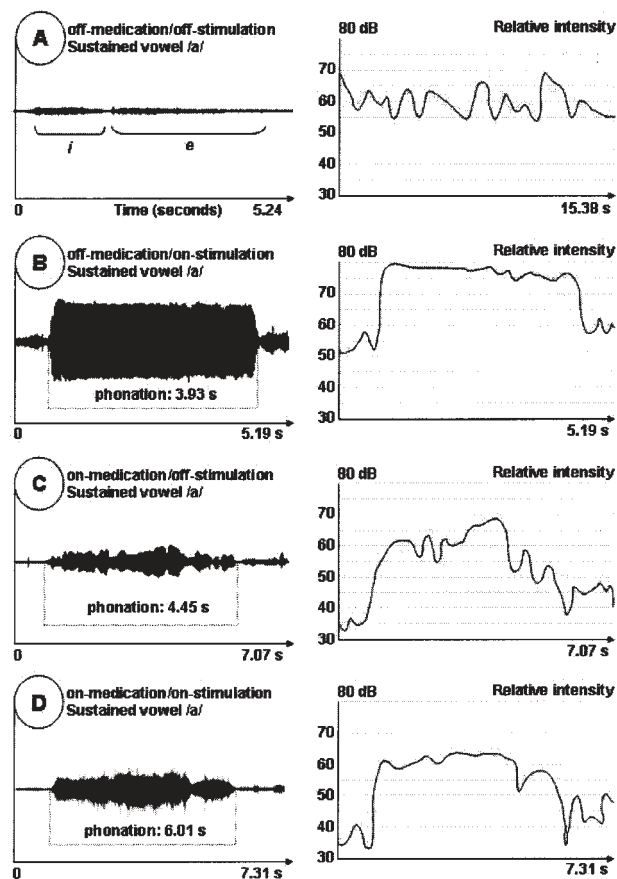 A
off-medication/off-stimulation
Sustained vowel /a/
i
e
0
Time (seconds)
5.24
80 dB
Relative intensity
70
60
50
40
30
15.38 s
B
off-medication/on-stimulation
Sustained vowel /a/
phonation: 3.93 s
0
5.19 s
80 dB
Relative intensity
70
60
50
40
30
5.19 s
C
on-medication/off-stimulation
Sustained vowel /a/
phonation: 4.45 s
0
7.07 s
80 dB
Relative intensity
70
60
50
40
30
7.07 s
D
on-medication/on-stimulation
Sustained vowel /a/
phonation: 6.01 s
0
7.31 s
80 dB
Relative intensity
70
60
50
40
30
7.31 s